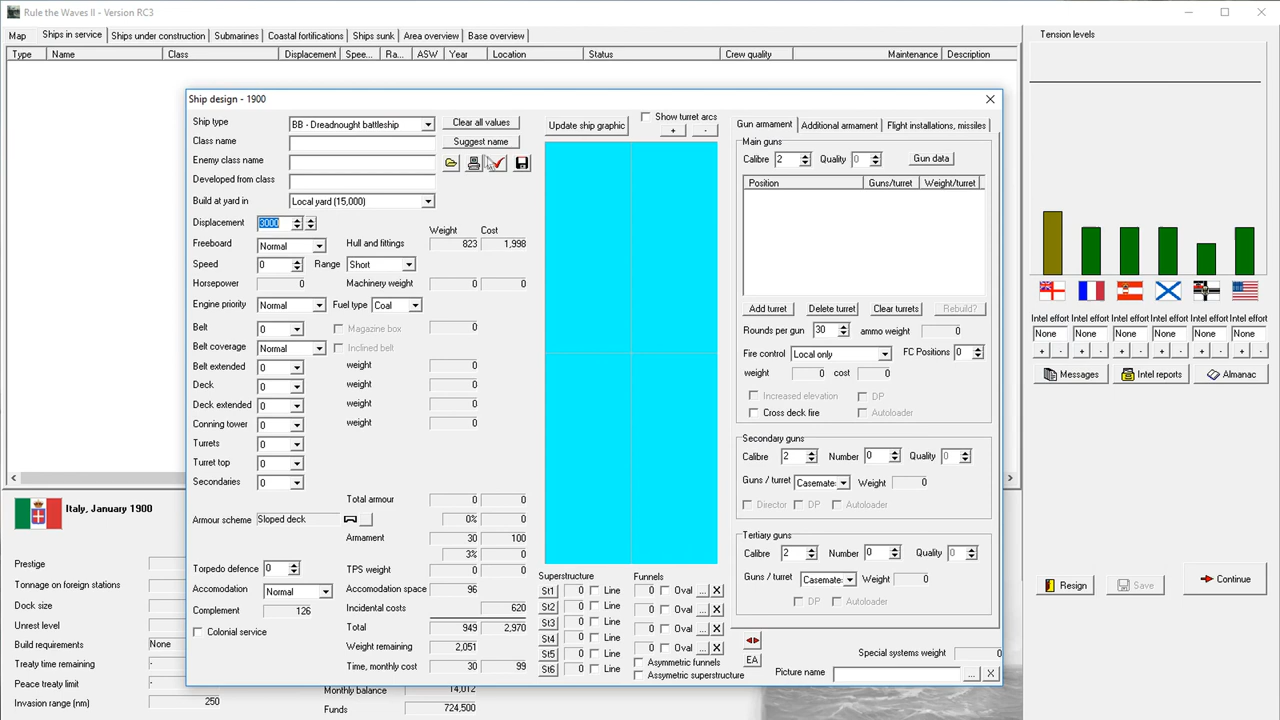 Rule the Waves II - Version RC3
Map Ships in service Ships under construction Submarines Coastal fortifications Ships sunk Area overview Base overview
Type Name Class Displacement Spee... Ra... ASW Year Location Status Crew quality Maintenance Description
Tension levels
Ship design - 1900
Ship type BB - Dreadnought battleship Clear all values
Class name Suggest name
Enemy class name
Developed from class
Build at yard in Local yard (15,000)
Displacement 3000
Weight Cost
Freeboard Normal Hull and fittings 823 1,998
Speed 0 Range Short
Horsepower 0 Machinery weight 0 0
Engine priority Normal Fuel type Coal
Belt 0 Magazine box 0
Belt coverage Normal Inclined belt
Belt extended 0 weight 0
Deck 0 weight 0
Deck extended 0 weight 0
Conning tower 0 weight 0
Turrets 0
Turret top 0
Secondaries 0
Total armour 0 0
Armour scheme Sloped deck 0% 0
Armament 30 100
3% 0
Torpedo defence 0 TPS weight 0 0
Accomodation Normal Accomodation space 96
Complement 126 Incidental costs 620
Colonial service Total 949 2,970
Weight remaining 2,051
Time, monthly cost 30 99
Update ship graphic Show turret arcs
+ -
Superstructure Funnels
St1 0 Line 0 Oval ... X
St2 0 Line 0 Oval ... X
St3 0 Line 0 Oval ... X
St4 0 Line 0 Oval ... X
St5 0 Line Asymmetric funnels
St6 0 Line Assymetric superstructure
Gun armament Additional armament Flight installations, missiles
Main guns
Calibre 2 Quality 0 Gun data
Position Guns/turret Weight/turret
Add turret Delete turret Clear turrets Rebuild?
Rounds per gun 30 ammo weight 0
Fire control Local only FC Positions 0
weight 0 cost 0
Increased elevation DP
Cross deck fire Autoloader
Secondary guns
Calibre 2 Number 0 Quality 0
Guns / turret Casemate: Weight 0
Director DP Autoloader
Tertiary guns
Calibre 2 Number 0 Quality 0
Guns / turret Casemate: Weight 0
DP Autoloader
EA Special systems weight 0
Picture name ... X
Intel effort Intel effort Intel effort Intel effort Intel effort Intel effort
None None None None None None
+ - + - + - + - + - + -
Messages Intel reports Almanac
Resign Save Continue
Italy, January 1900
Prestige
Tonnage on foreign stations
Dock size
Unrest level
Build requirements None
Treaty time remaining -
Peace treaty limit -
Invasion range (nm) 250
Monthly balance 14,012
Funds 724,500